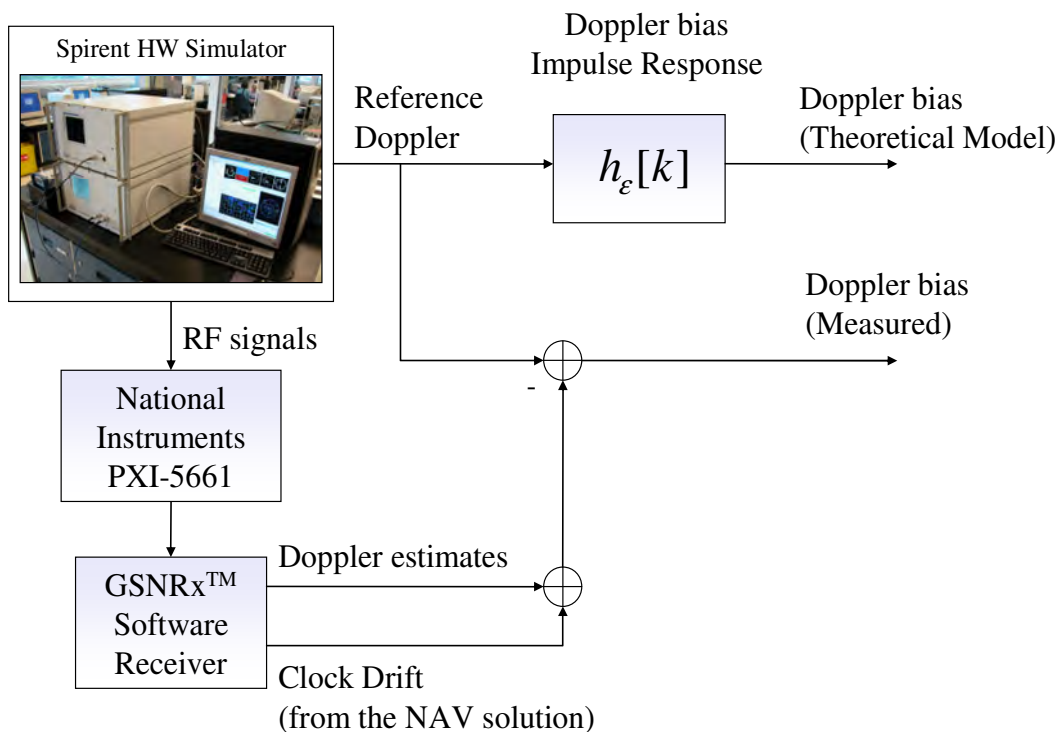 Spirent HW Simulator
Doppler bias
Impulse Response
Reference
Doppler
h_ε[k]
Doppler bias
(Theoretical Model)
Doppler bias
(Measured)
-
RF signals
National
Instruments
PXI-5661
GSNRx™
Software
Receiver
Doppler estimates
Clock Drift
(from the NAV solution)